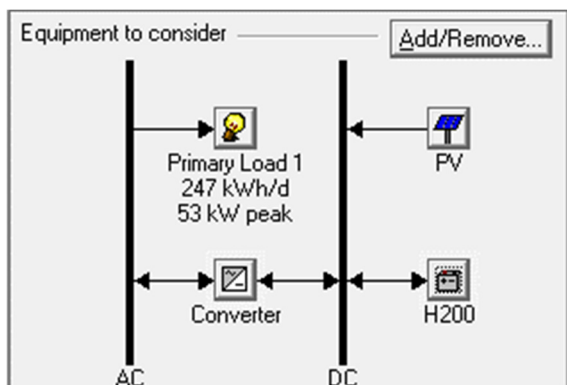 Equipment to consider
Add/Remove...
Primary Load 1
247 kWh/d
53 kW peak
PV
Converter
H200
AC
DC